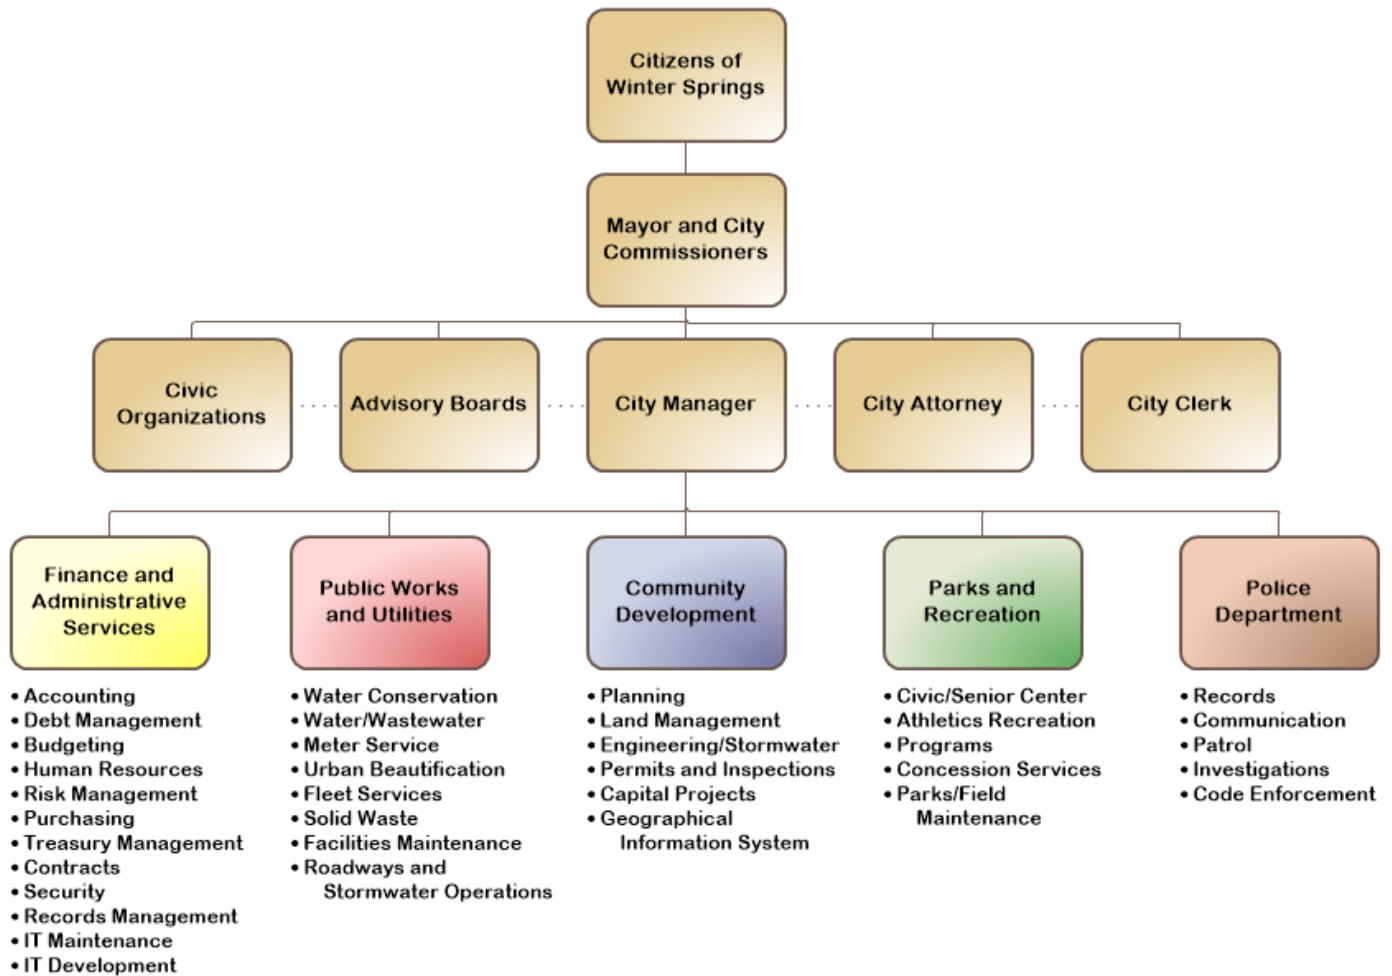 Citizens of
Winter Springs
Mayor and City
Commissioners
Civic
Organizations
Advisory Boards
City Manager
City Attorney
City Clerk
Finance and
Administrative
Services
Public Works
and Utilities
Community
Development
Parks and
Recreation
Police
Department
• Accounting
• Debt Management
• Budgeting
• Human Resources
• Risk Management
• Purchasing
• Treasury Management
• Contracts
• Security
• Records Management
• IT Maintenance
• IT Development
• Water Conservation
• Water/Wastewater
• Meter Service
• Urban Beautification
• Fleet Services
• Solid Waste
• Facilities Maintenance
• Roadways and
Stormwater Operations
• Planning
• Land Management
• Engineering/Stormwater
• Permits and Inspections
• Capital Projects
• Geographical
Information System
• Civic/Senior Center
• Athletics Recreation
• Programs
• Concession Services
• Parks/Field
Maintenance
• Records
• Communication
• Patrol
• Investigations
• Code Enforcement